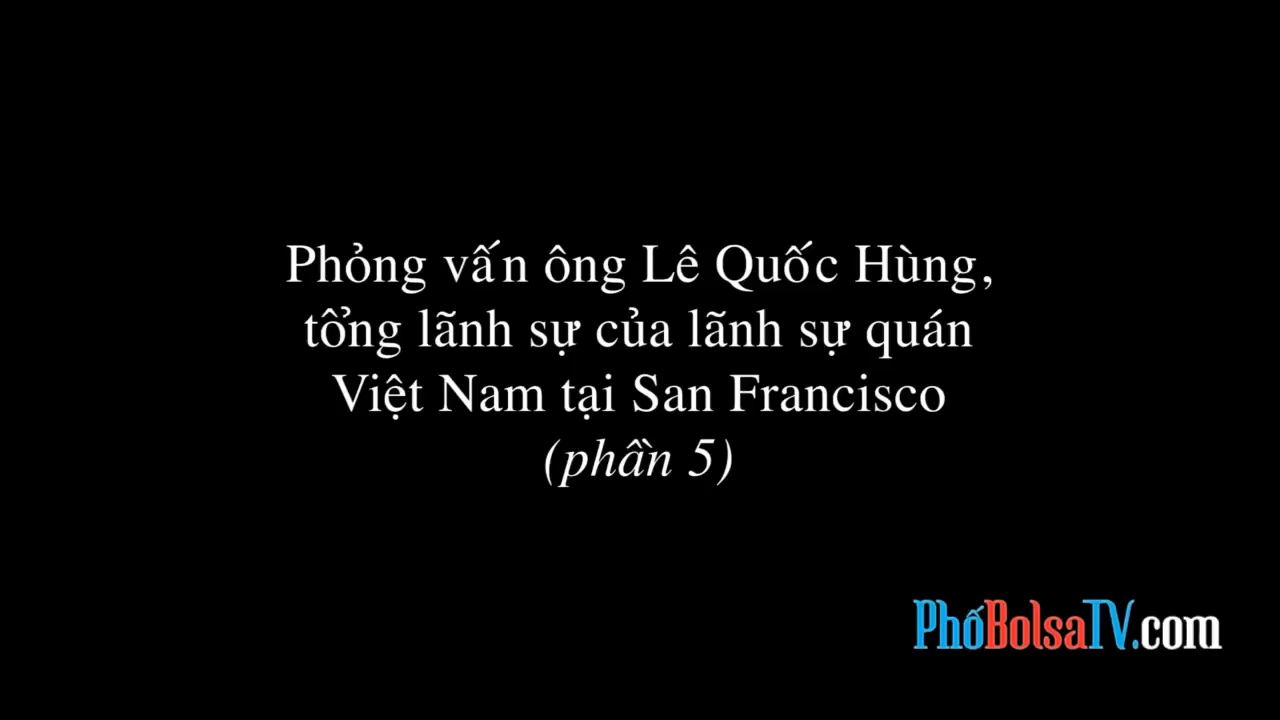 Phỏng vấn ông Lê Quốc Hùng,
tổng lãnh sự của lãnh sự quán
Việt Nam tại San Francisco
(phần 5)
PhốBolsaTV.com